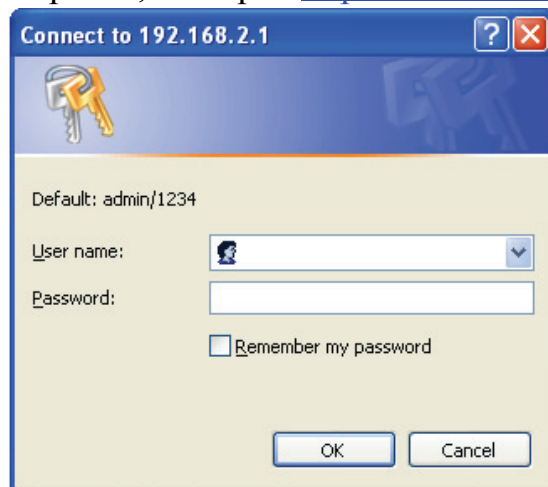 Connect to 192.168.2.1
Default: admin/1234
User name:
Password:
Remember my password
OK
Cancel